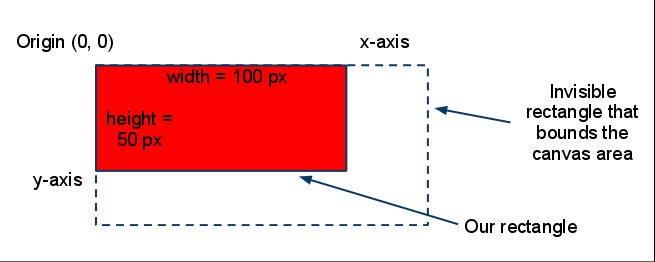 Origin (0, 0)
x-axis
width = 100 px
height =
50 px
Invisible
rectangle that
bounds the
canvas area
y-axis
Our rectangle